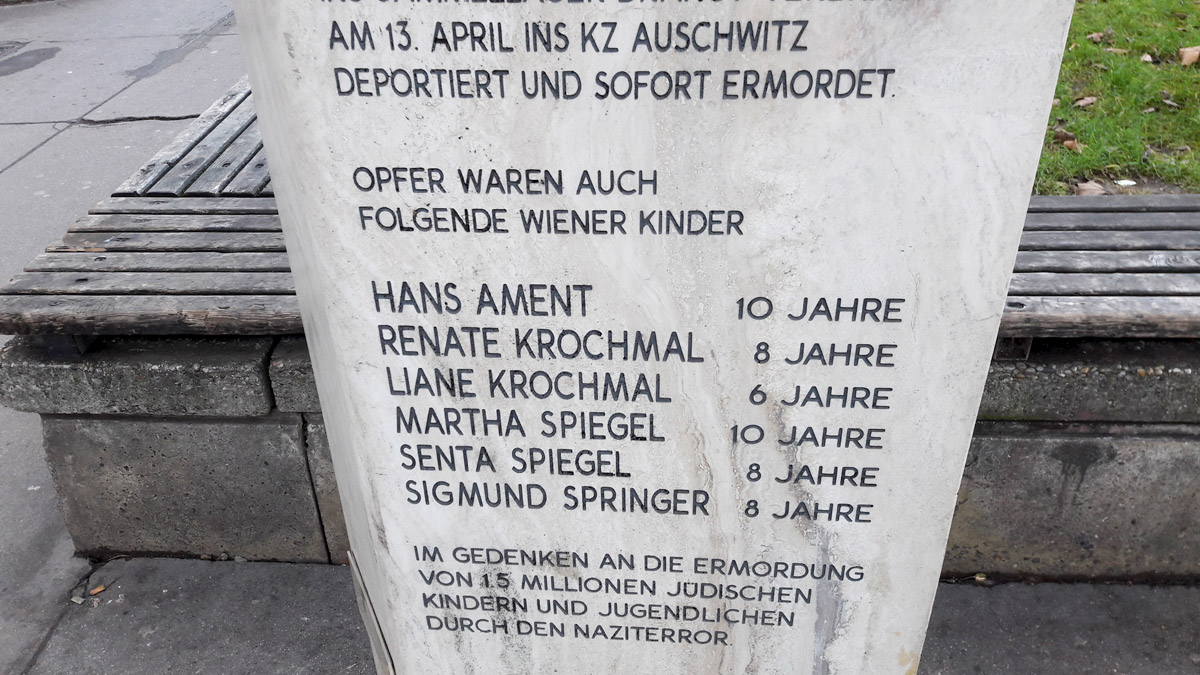 AM 13. APRIL INS KZ AUSCHWITZ
DEPORTIERT UND SOFORT ERMORDET.
OPFER WAREN AUCH
FOLGENDE WIENER KINDER
HANS AMENT 10 JAHRE
RENATE KROCHMAL 8 JAHRE
LIANE KROCHMAL 6 JAHRE
MARTHA SPIEGEL 10 JAHRE
SENTA SPIEGEL 8 JAHRE
SIGMUND SPRINGER 8 JAHRE
IM GEDENKEN AN DIE ERMORDUNG
VON 1.5 MILLIONEN JÜDISCHEN
KINDERN UND JUGENDLICHEN
DURCH DEN NAZITERROR.